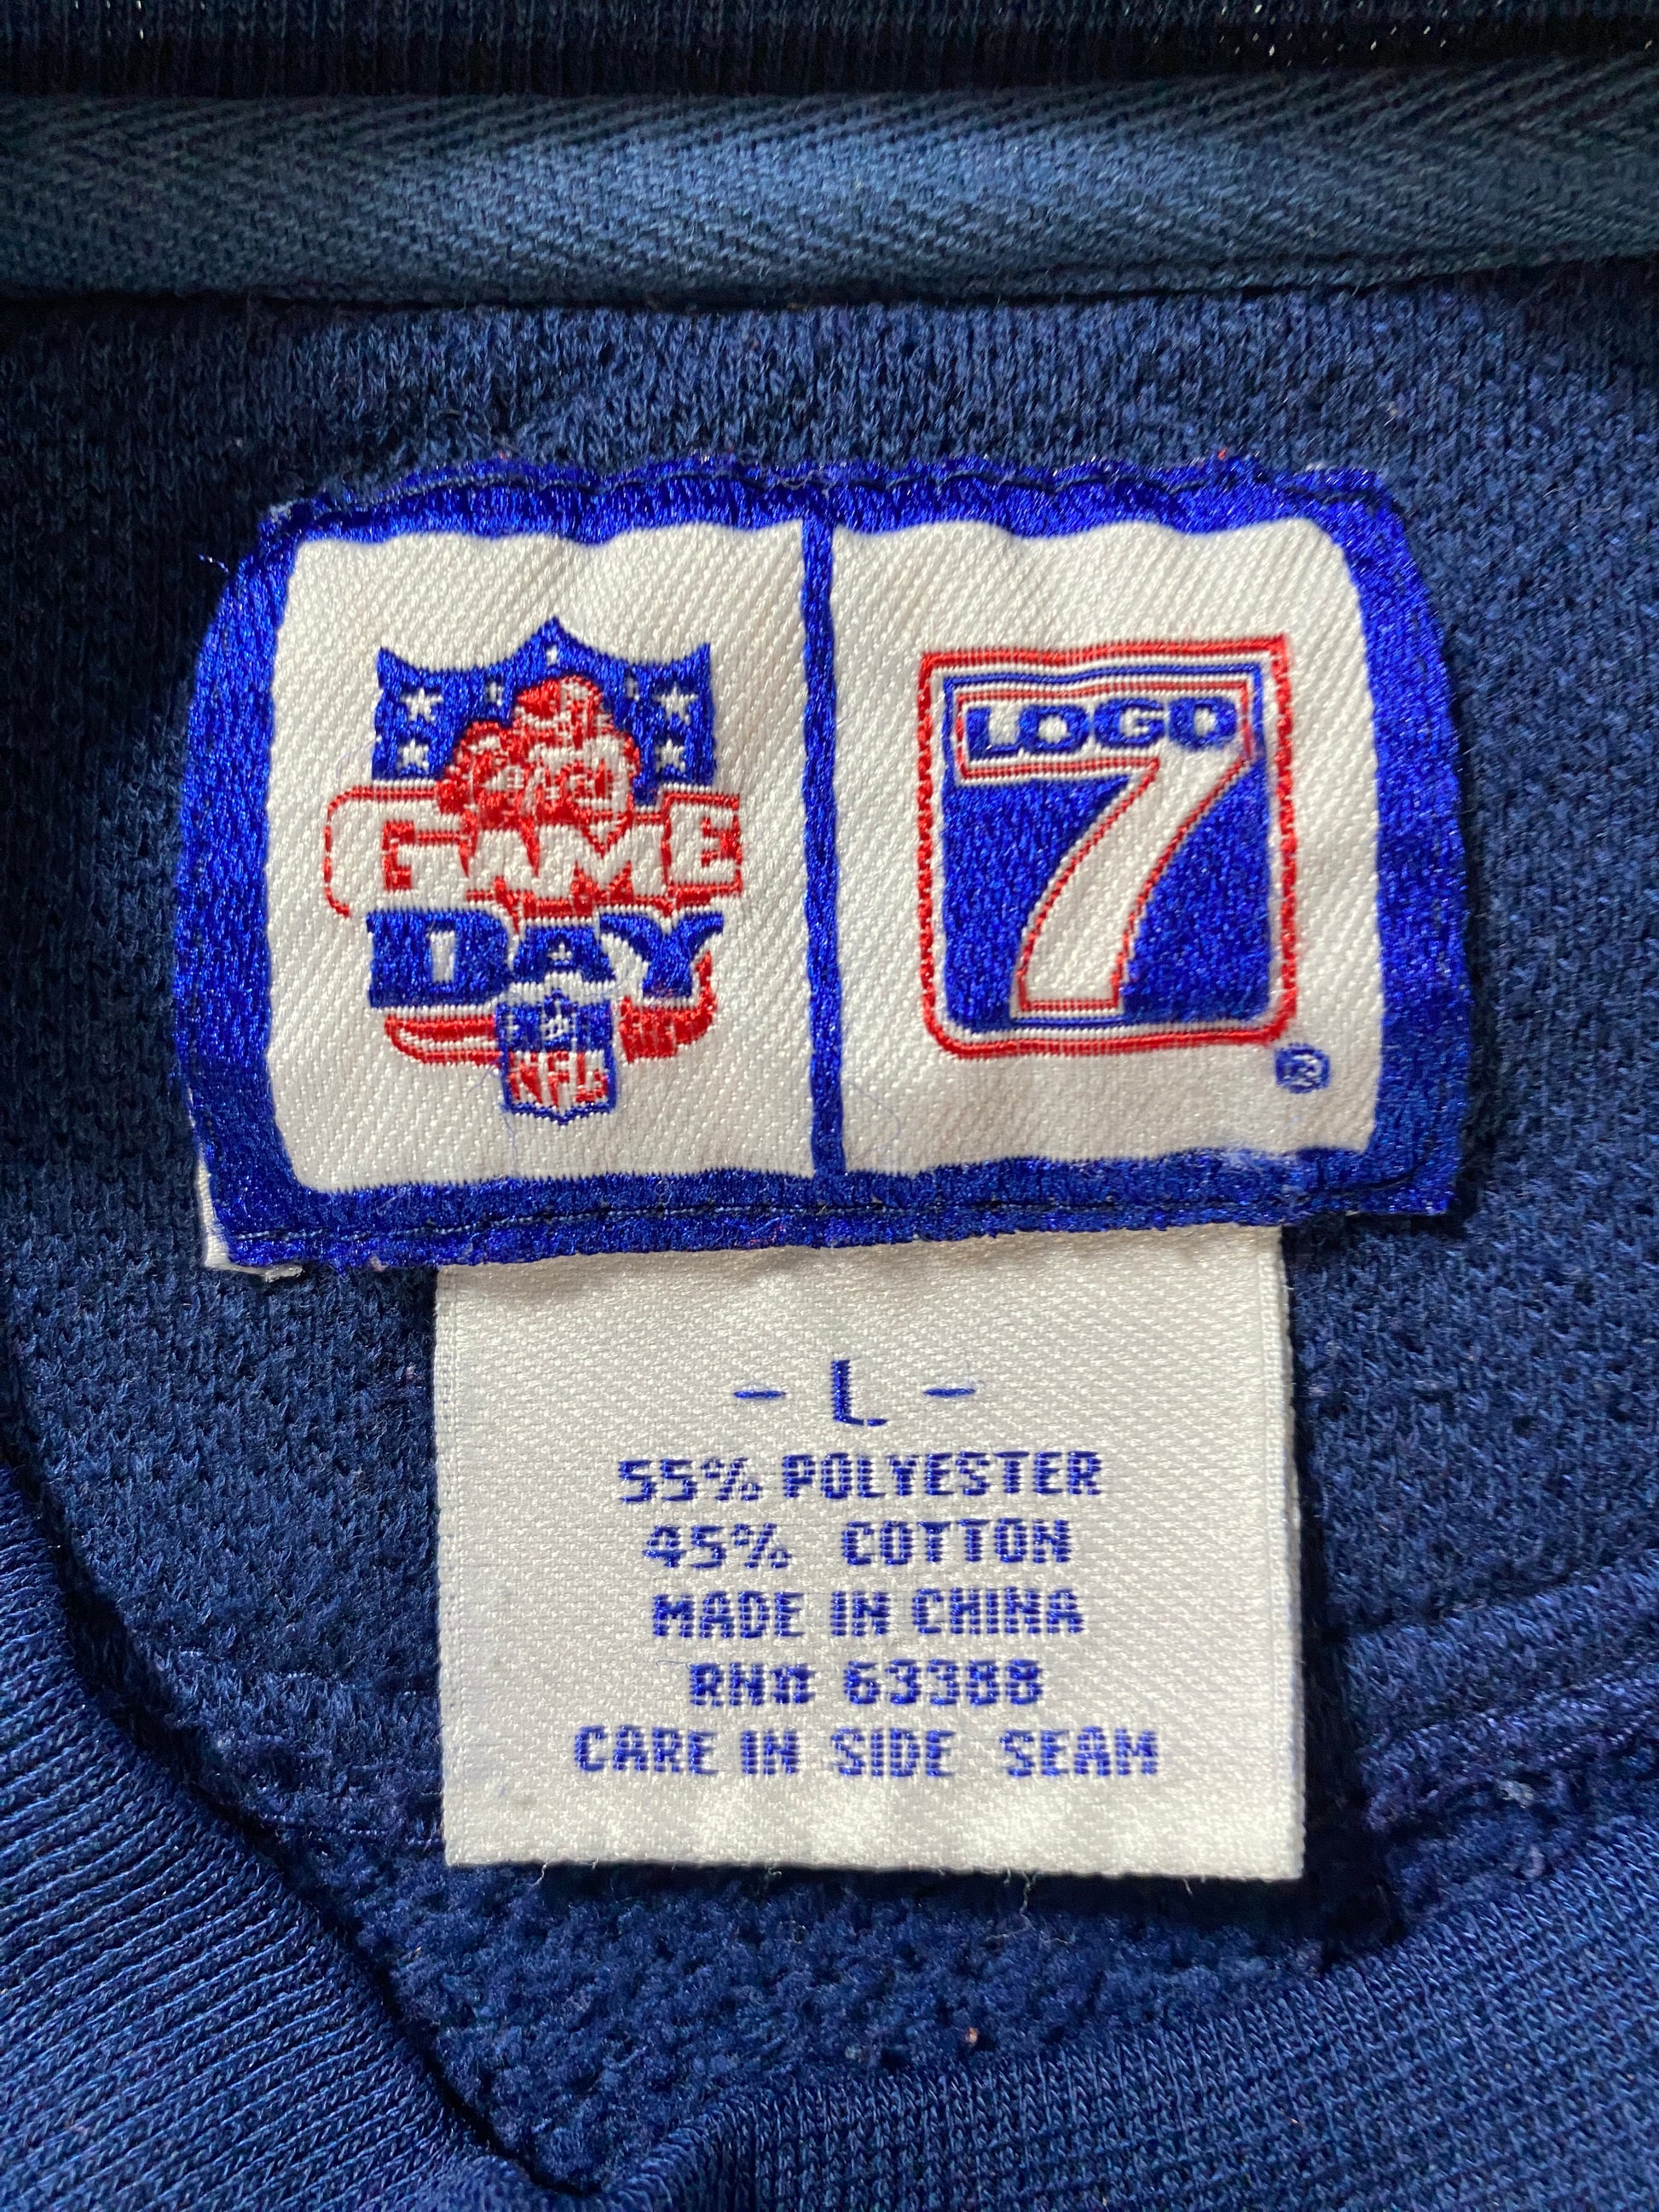 GAME
DAY
NFL
LOGO
7
®
- L -
55% POLYESTER
45% COTTON
MADE IN CHINA
RN# 63388
CARE IN SIDE SEAM